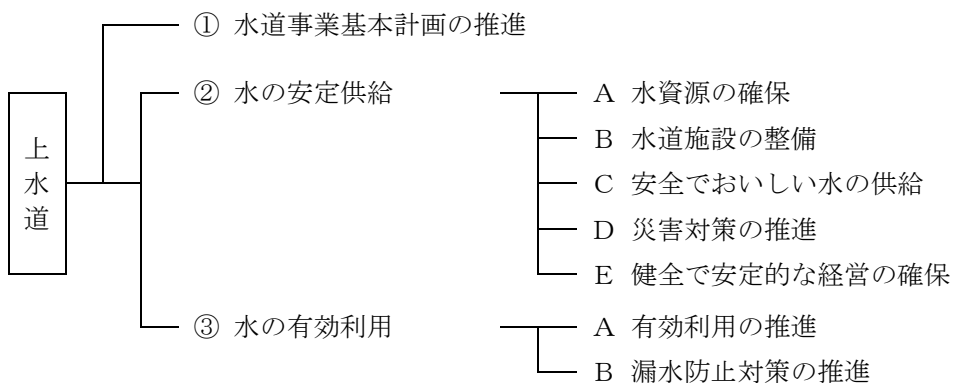 上水道
① 水道事業基本計画の推進
② 水の安定供給
A 水資源の確保
B 水道施設の整備
C 安全でおいしい水の供給
D 災害対策の推進
E 健全で安定的な経営の確保
③ 水の有効利用
A 有効利用の推進
B 漏水防止対策の推進